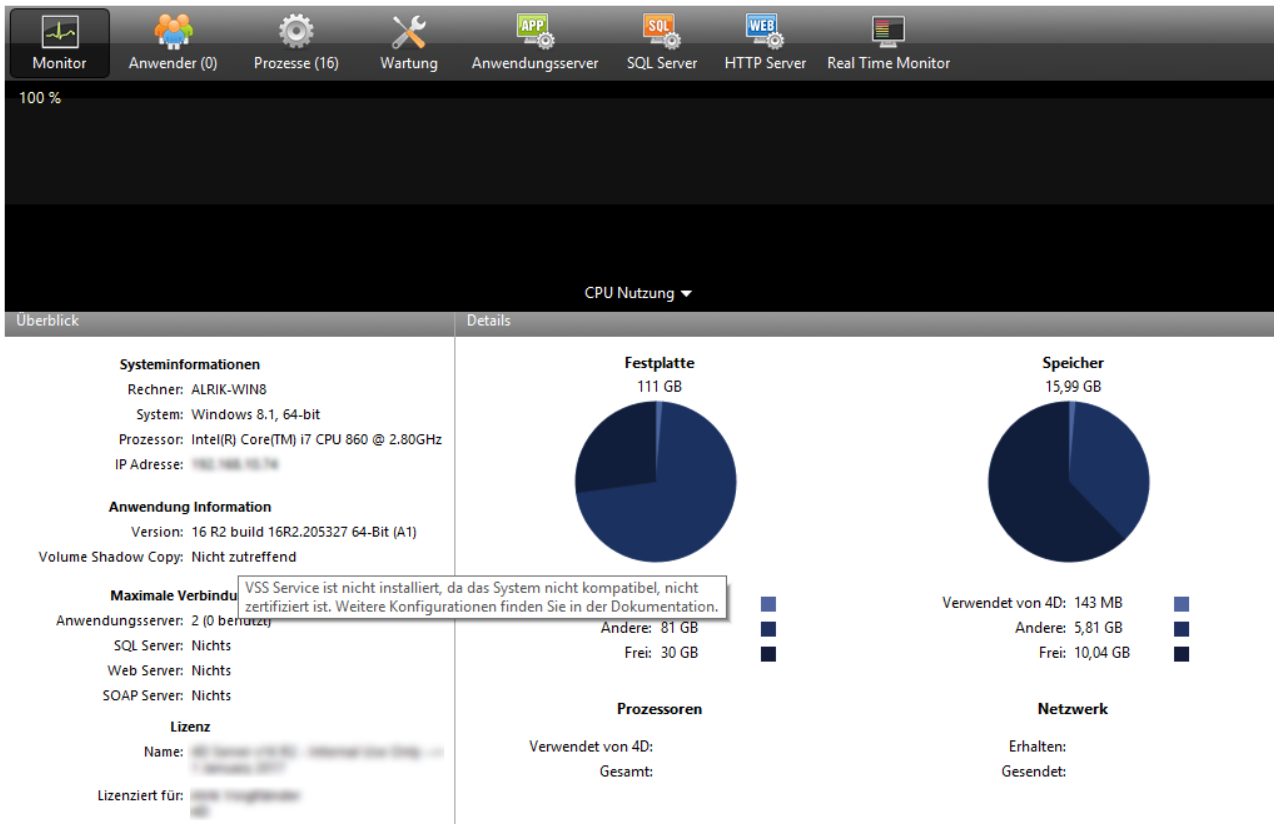 Monitor
Anwender (0)
Prozesse (16)
Wartung
APP
Anwendungsserver
SQL
SQL Server
WEB
HTTP Server
Real Time Monitor
100 %
CPU Nutzung
Überblick
Details
Systeminformationen
Rechner: ALRIK-WIN8
System: Windows 8.1, 64-bit
Prozessor: Intel(R) Core(TM) i7 CPU 860 @ 2.80GHz
IP Adresse:
Anwendung Information
Version: 16 R2 build 16R2.205327 64-Bit (A1)
Volume Shadow Copy: Nicht zutreffend
VSS Service ist nicht installiert, da das System nicht kompatibel, nicht
zertifiziert ist. Weitere Konfigurationen finden Sie in der Dokumentation.
Maximale Verbindu
Anwendungsserver: 2 (0 benutzt)
SQL Server: Nichts
Web Server: Nichts
SOAP Server: Nichts
Lizenz
Name:
Lizenziert für:
Festplatte
111 GB
Andere: 81 GB
Frei: 30 GB
Speicher
15,99 GB
Verwendet von 4D: 143 MB
Andere: 5,81 GB
Frei: 10,04 GB
Prozessoren
Verwendet von 4D:
Gesamt:
Netzwerk
Erhalten:
Gesendet: